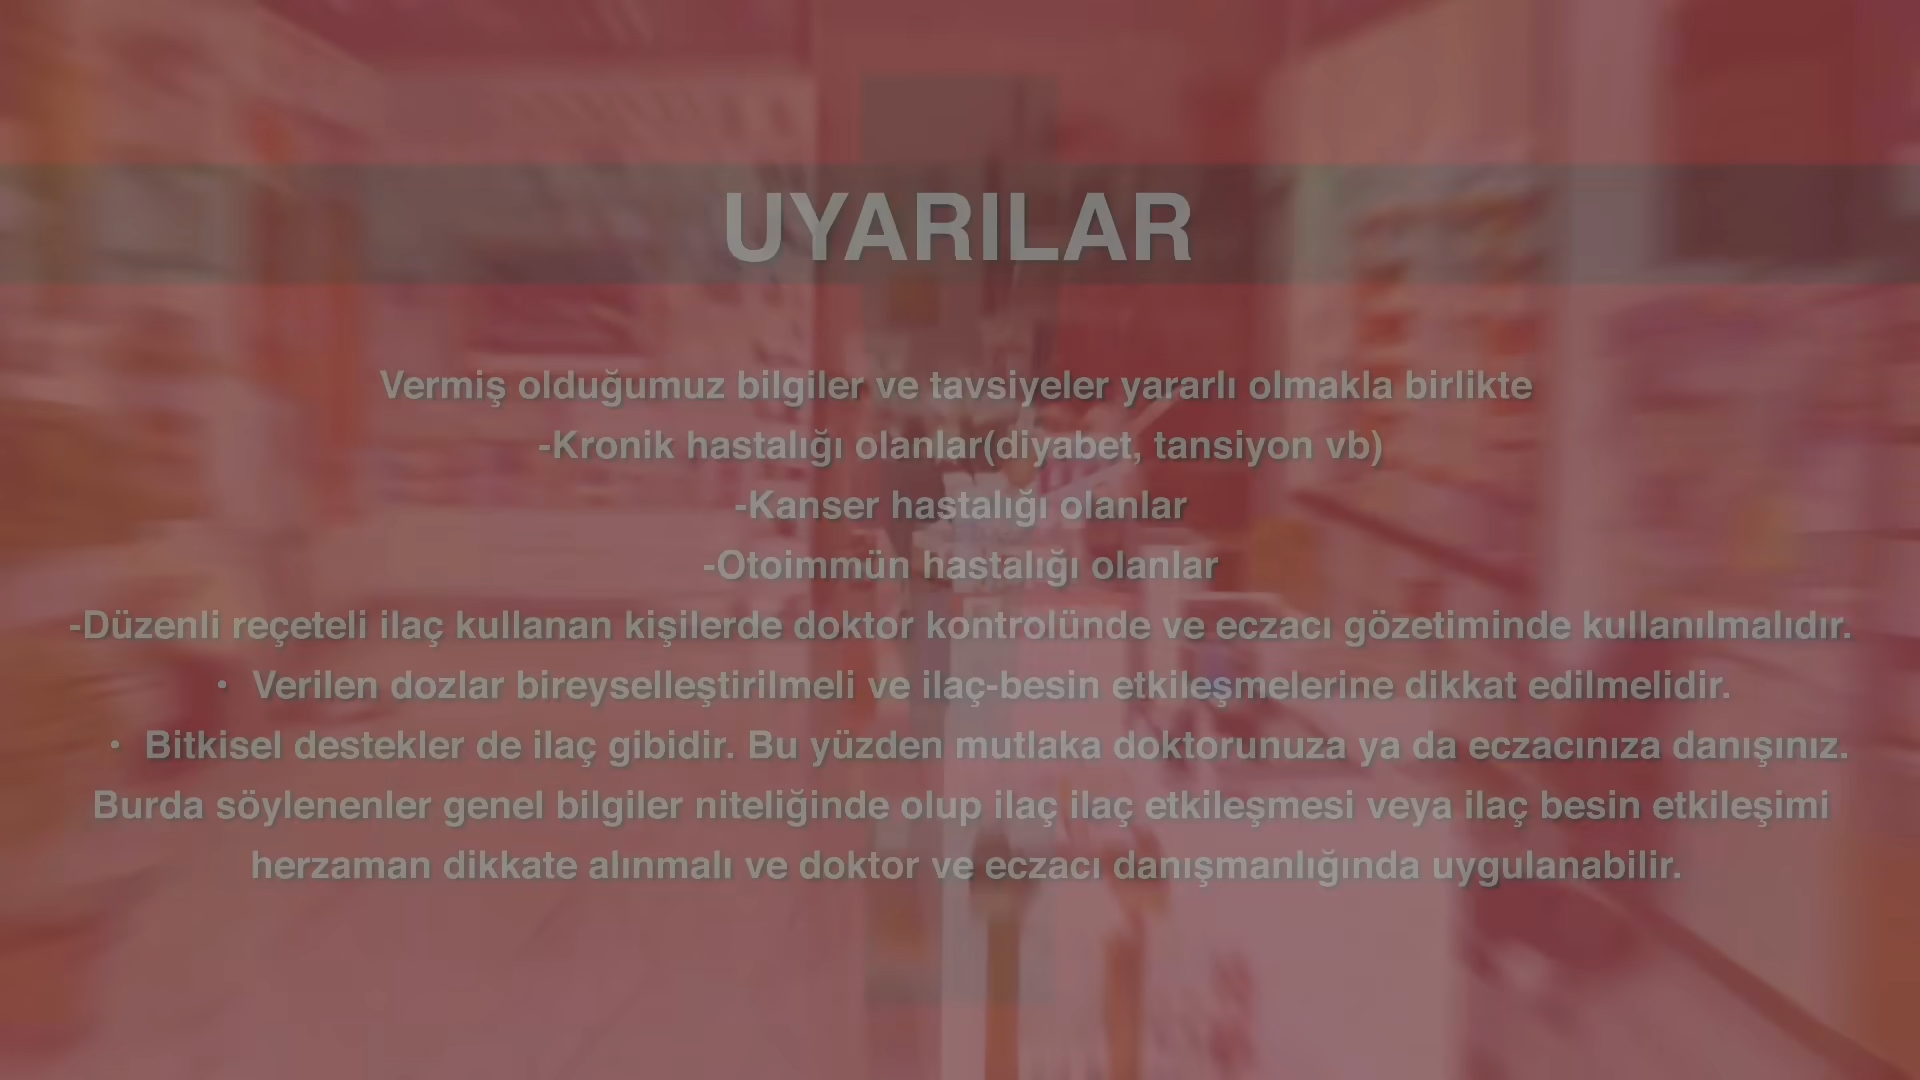 UYARILAR
Vermiş olduğumuz bilgiler ve tavsiyeler yararlı olmakla birlikte
-Kronik hastalığı olanlar(diyabet, tansiyon vb)
-Kanser hastalığı olanlar
-Otoimmün hastalığı olanlar
-Düzenli reçeteli ilaç kullanan kişilerde doktor kontrolünde ve eczacı gözetiminde kullanılmalıdır.
• Verilen dozlar bireyselleştirilmeli ve ilaç-besin etkileşmelerine dikkat edilmelidir.
• Bitkisel destekler de ilaç gibidir. Bu yüzden mutlaka doktorunuza ya da eczacınıza danışınız.
Burda söylenenler genel bilgiler niteliğinde olup ilaç ilaç etkileşmesi veya ilaç besin etkileşimi
herzaman dikkate alınmalı ve doktor ve eczacı danışmanlığında uygulanabilir.